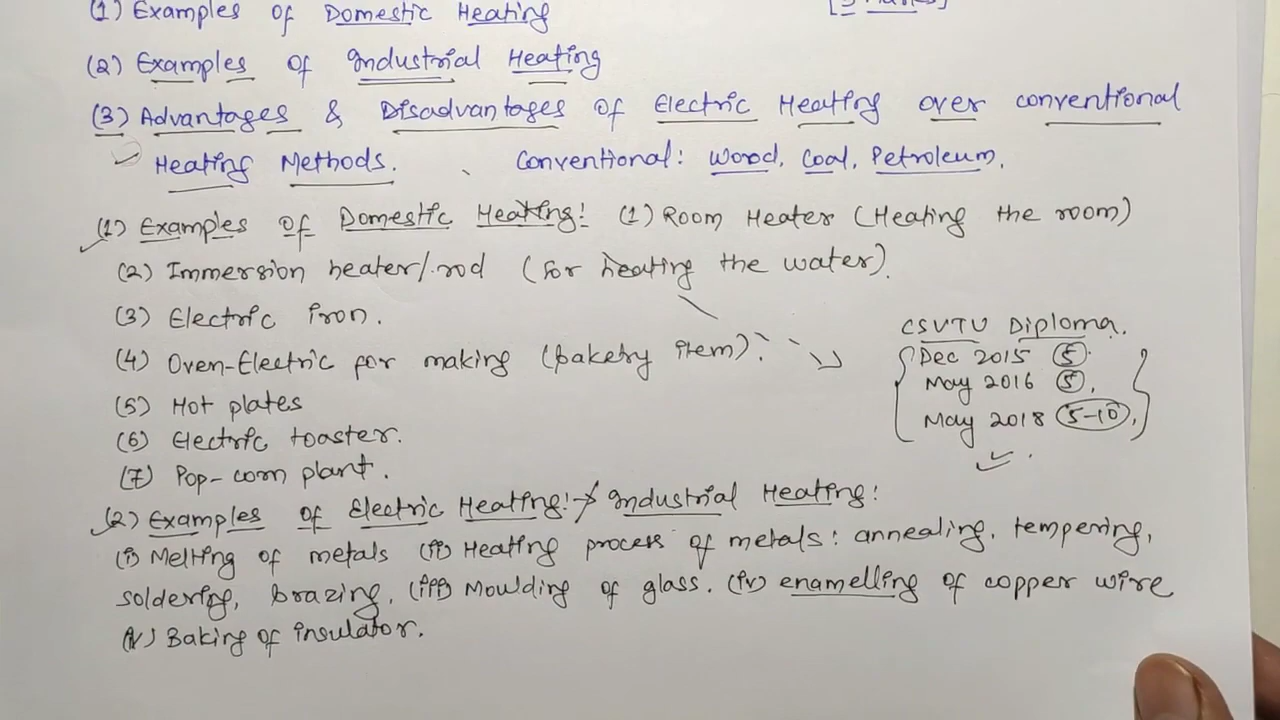 (1) Examples of Domestic Heating
(2) Examples of Industrial Heating
(3) Advantages & Disadvantages of Electric Heating over conventional
Heating Methods. Conventional: Wood, Coal, Petroleum.
(1) Examples of Domestic Heating: (1) Room Heater (Heating the room)
(2) Immersion heater/rod (for heating the water).
(3) Electric iron.
(4) Oven-Electric for making (bakery item).
(5) Hot plates
(6) Electric toaster.
(7) Pop-corn plant.
CSVTU Diploma.
Dec 2015 (5).
May 2016 (5).
May 2018 (5-10).
(2) Examples of Electric Heating: Industrial Heating:
(i) Melting of metals (ii) Heating process of metals: annealing, tempering,
soldering, brazing, (iii) Moulding of glass. (iv) enamelling of copper wire
(v) Baking of insulator.